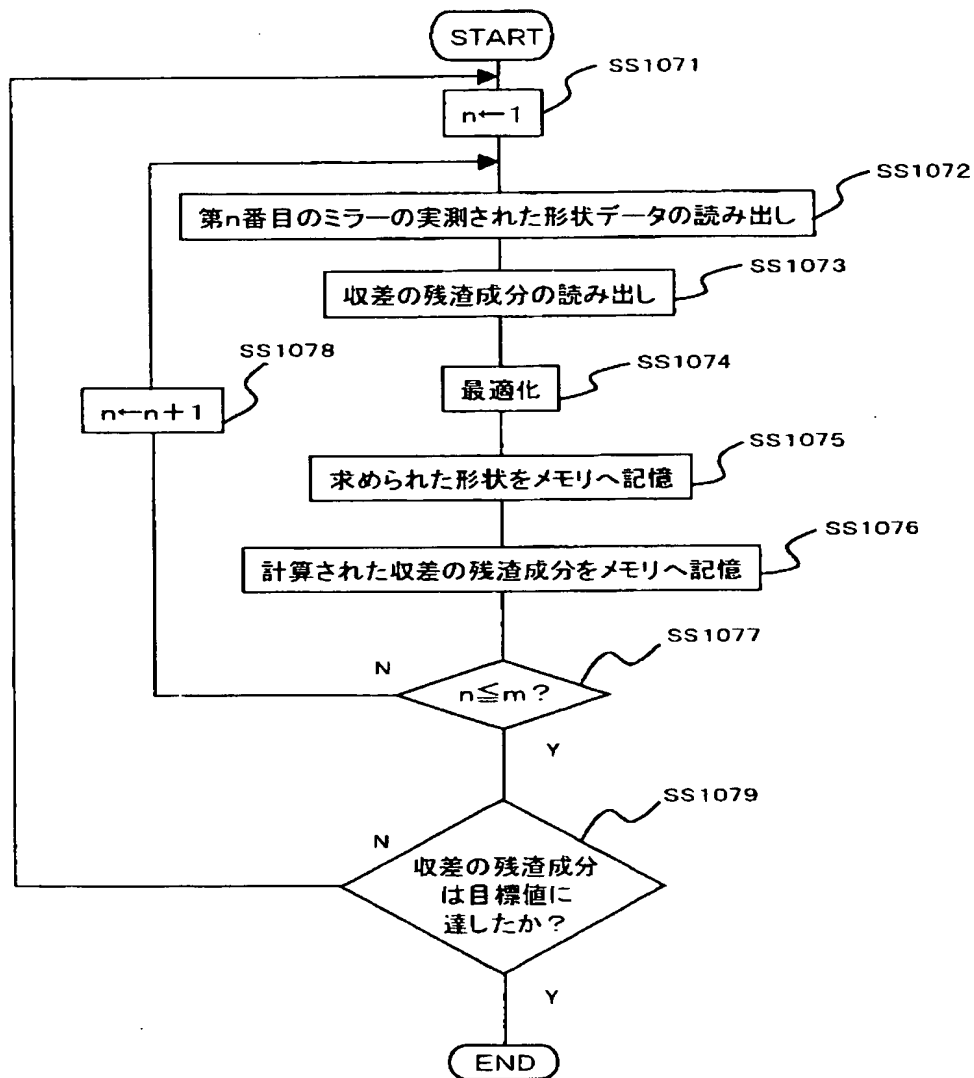 START
SS1071
n←1
SS1072
第n番目のミラーの実測された形状データの読み出し
SS1073
収差の残渣成分の読み出し
SS1078
SS1074
n←n+1
最適化
SS1075
求められた形状をメモリへ記憶
SS1076
計算された収差の残渣成分をメモリへ記憶
SS1077
N
n≦m?
Y
SS1079
N
収差の残渣成分
は目標値に
達したか?
Y
END